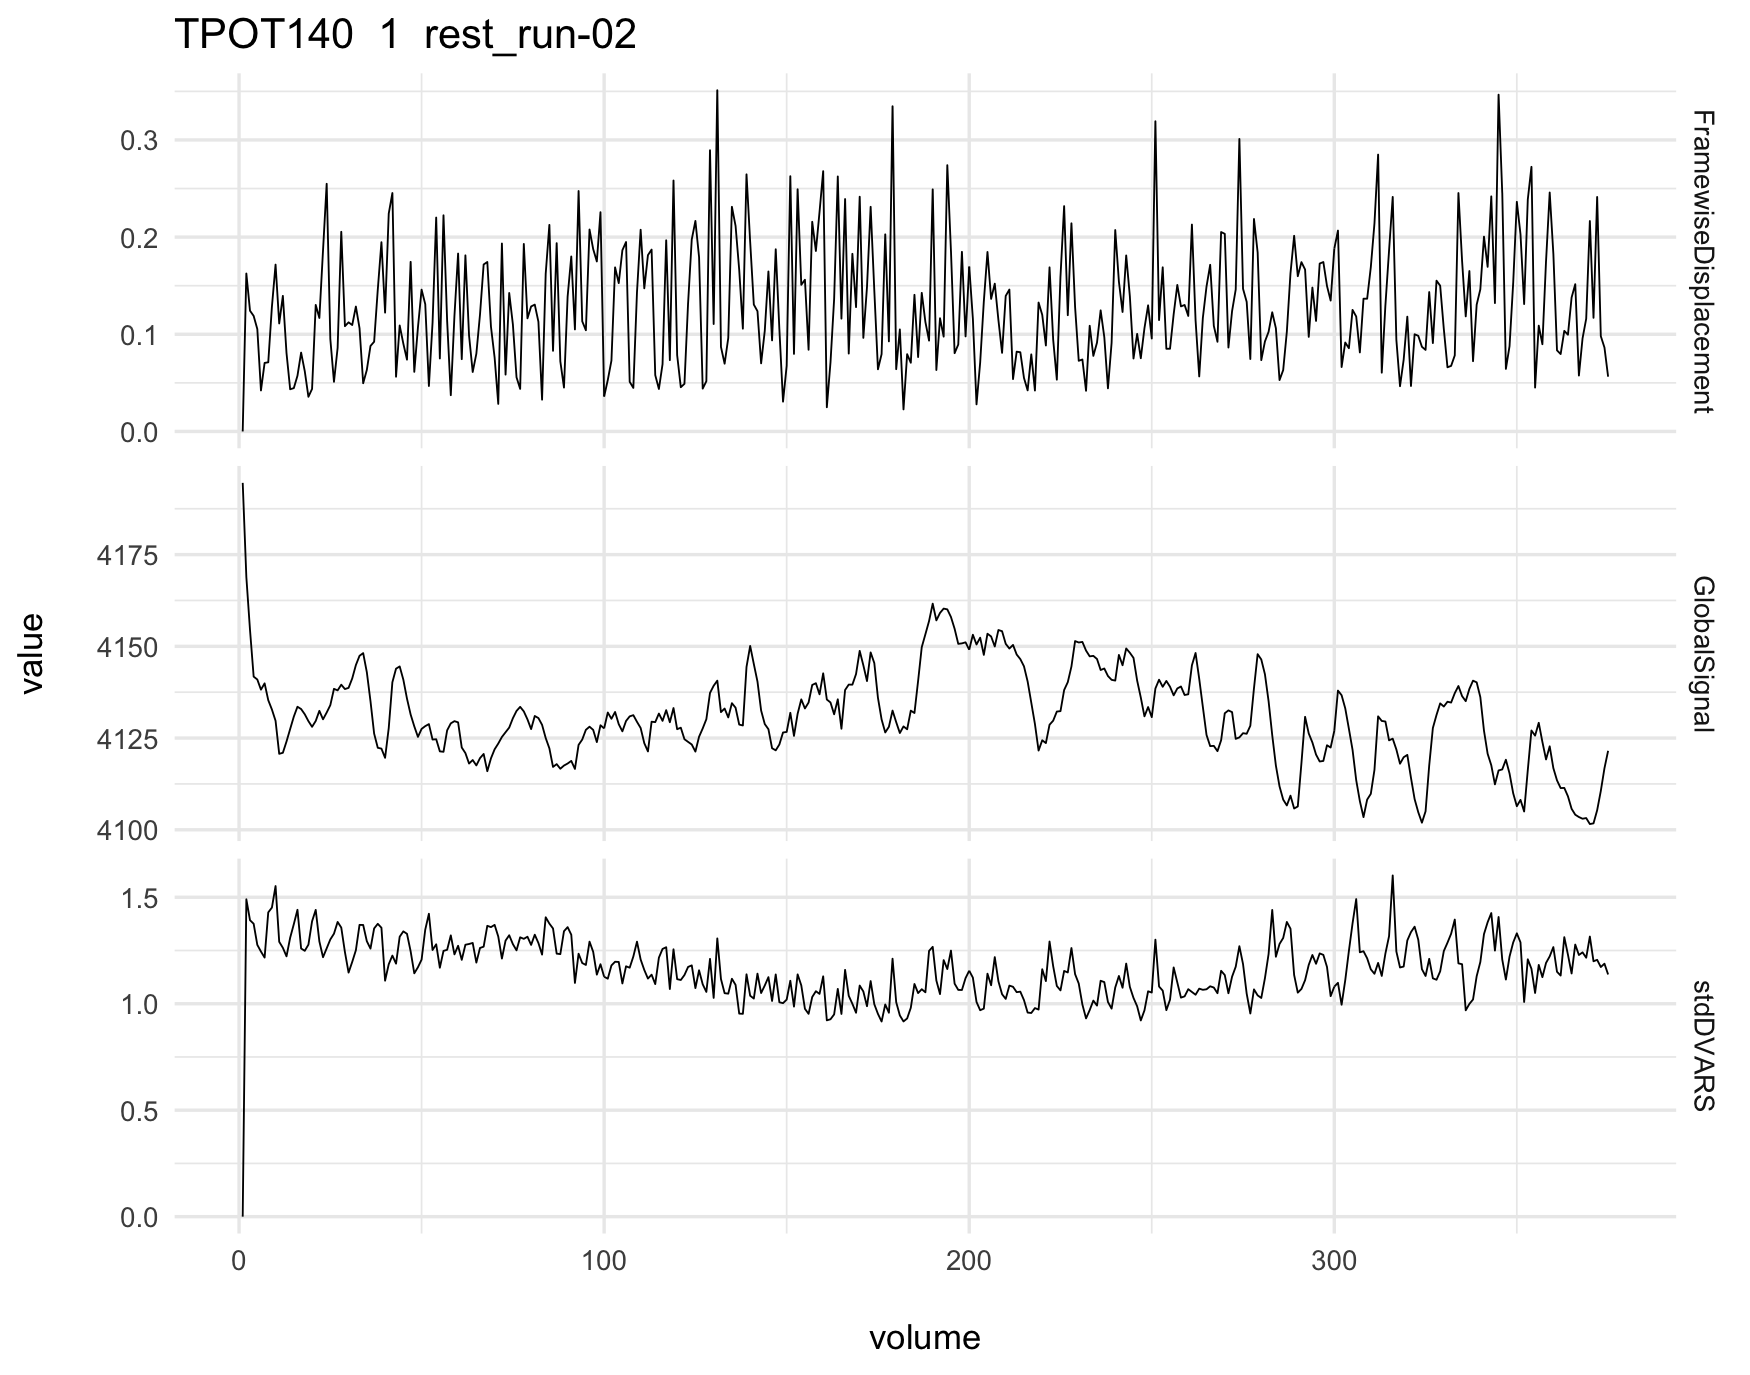 TPOT140 1 rest_run-02
0.3
0.2
0.1
0.0
FramewiseDisplacement
4175
4150
4125
4100
GlobalSignal
1.5
1.0
0.5
0.0
stdDVARS
value
0 100 200 300
volume